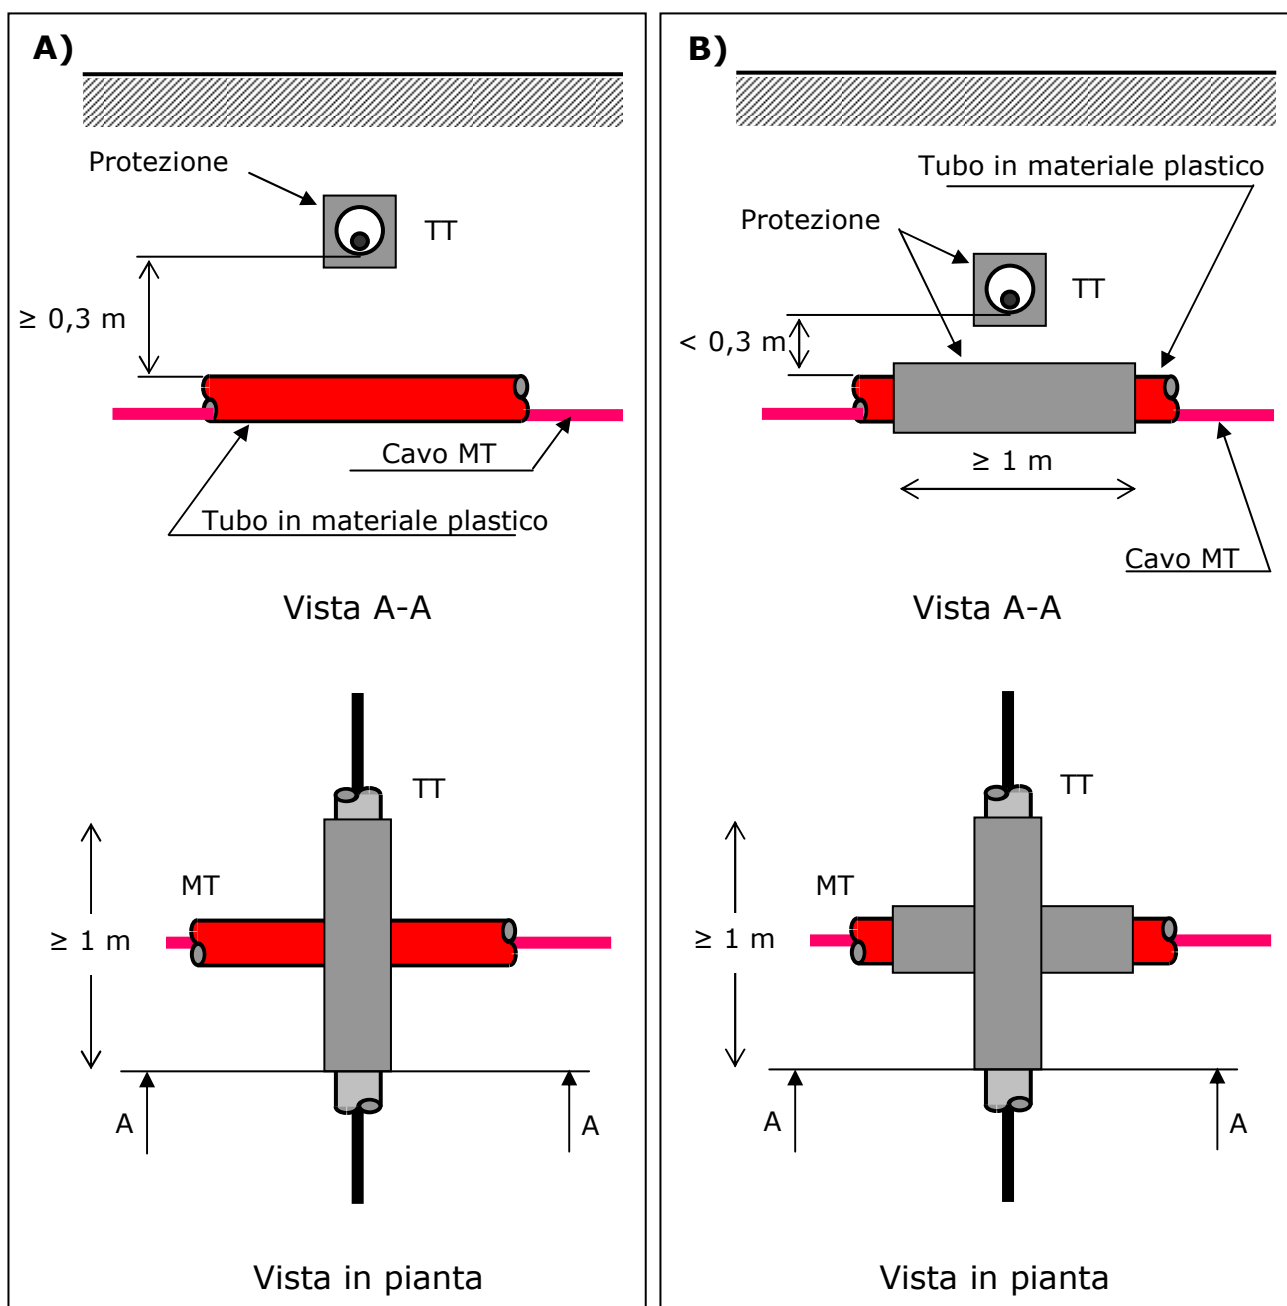 A)
Protezione
TT
≥ 0,3 m
Cavo MT
Tubo in materiale plastico
Vista A-A
TT
MT
≥ 1 m
A
A
Vista in pianta
B)
Tubo in materiale plastico
Protezione
TT
< 0,3 m
≥ 1 m
Cavo MT
Vista A-A
TT
MT
≥ 1 m
A
A
Vista in pianta